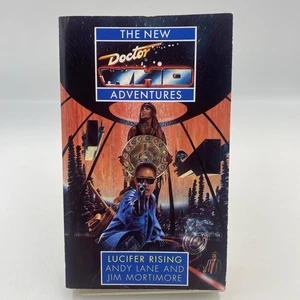 THE NEW
Doctor
WHO
ADVENTURES
LUCIFER RISING
ANDY LANE AND
JIM MORTIMORE